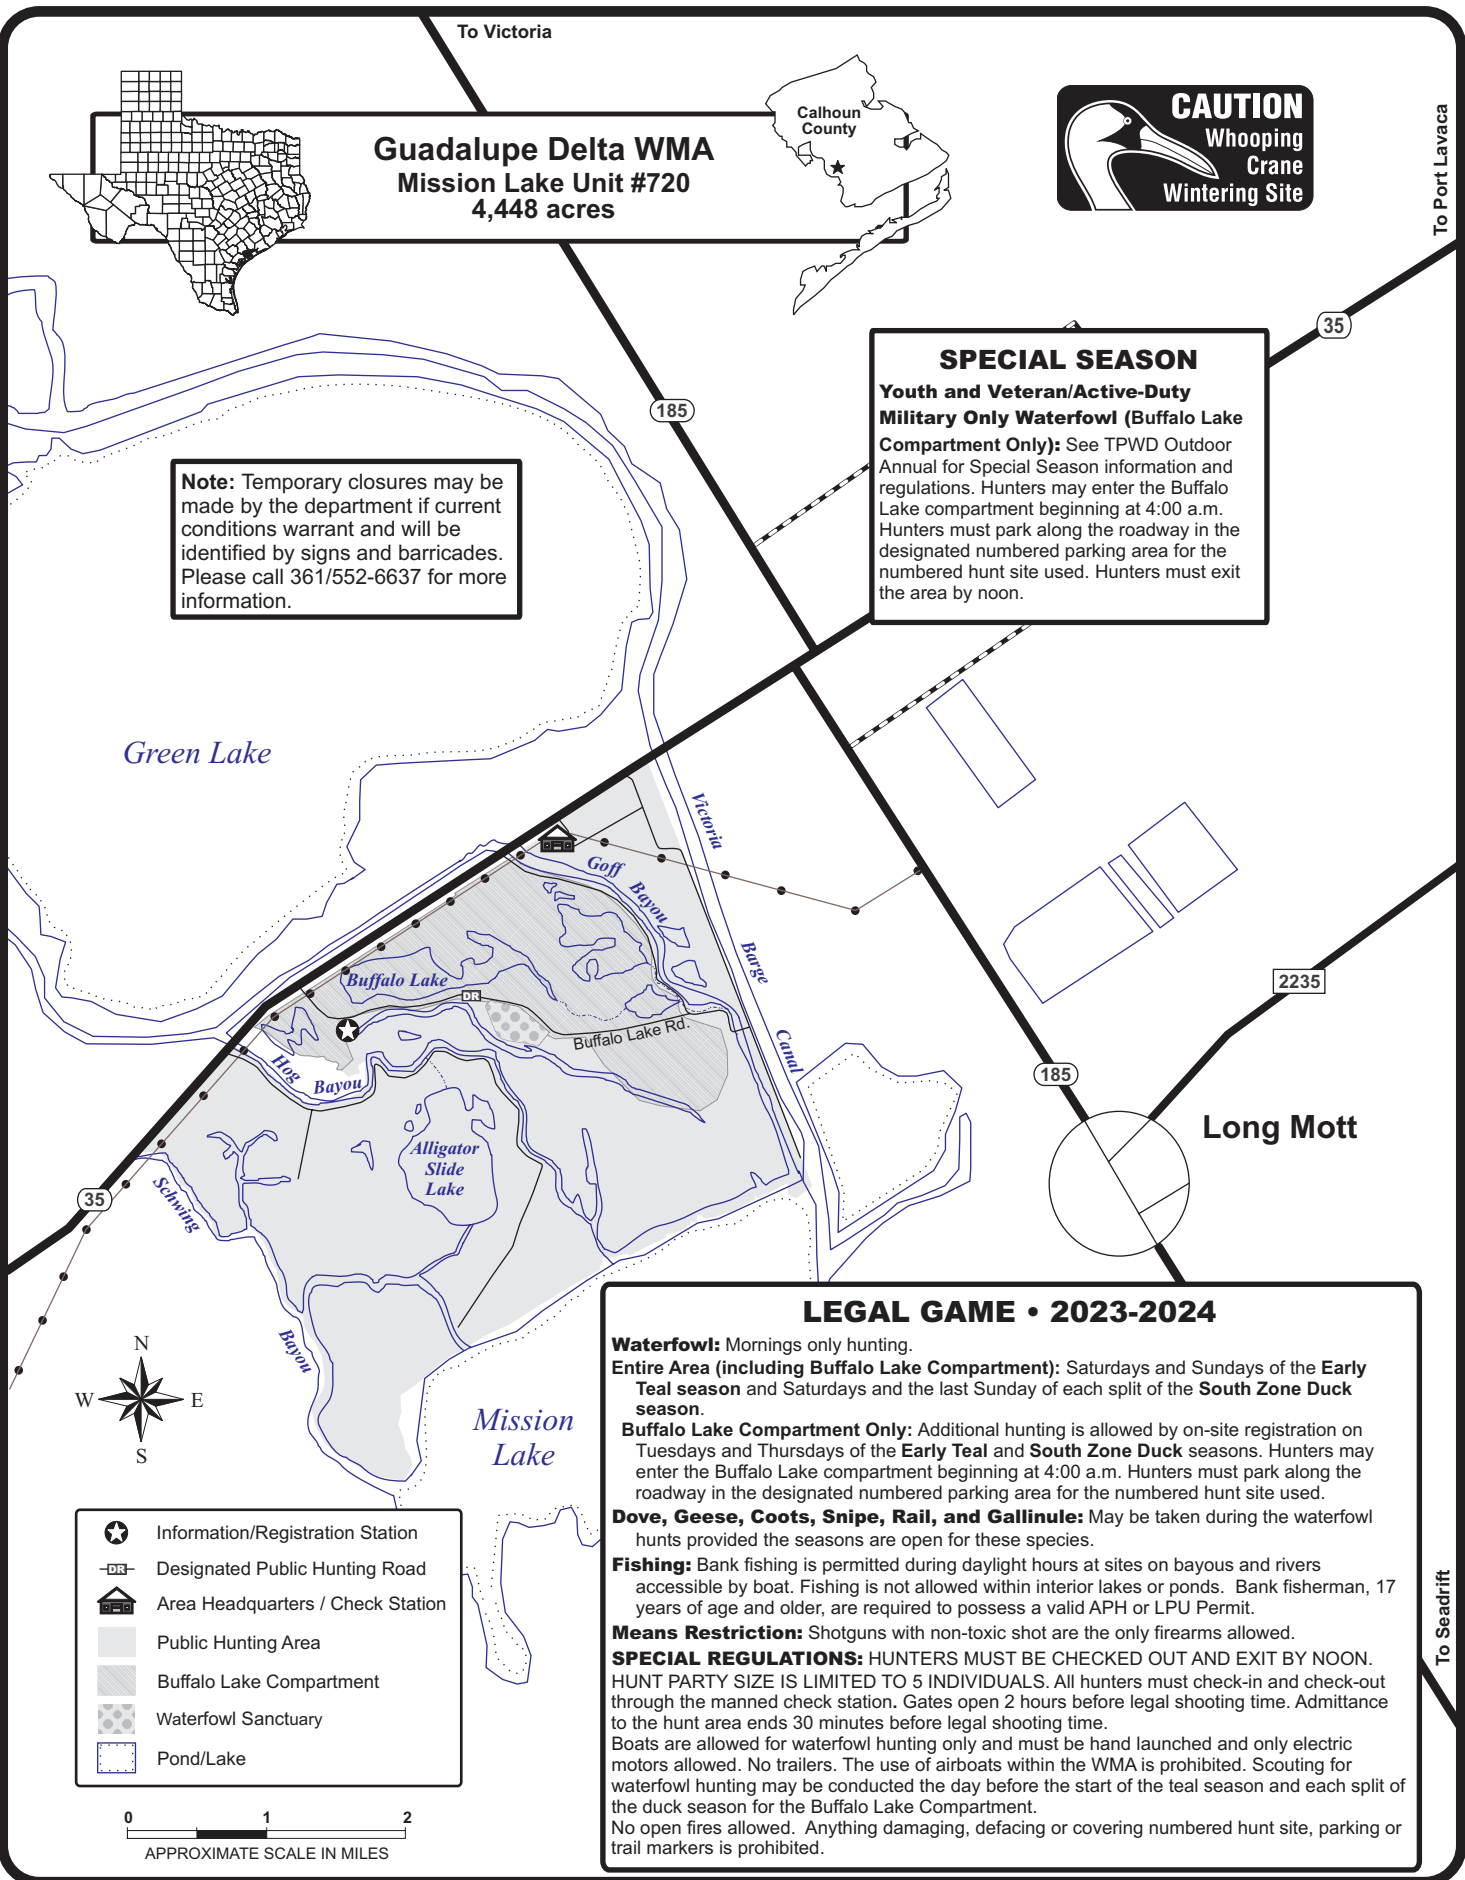 To Victoria
Guadalupe Delta WMA
Mission Lake Unit #720
4,448 acres
Calhoun
County
CAUTION
Whooping
Crane
Wintering Site
To Port Lavaca
35
SPECIAL SEASON
Youth and Veteran/Active-Duty
Military Only Waterfowl (Buffalo Lake
Compartment Only): See TPWD Outdoor
Annual for Special Season information and
regulations. Hunters may enter the Buffalo
Lake compartment beginning at 4:00 a.m.
Hunters must park along the roadway in the
designated numbered parking area for the
numbered hunt site used. Hunters must exit
the area by noon.
185
Note: Temporary closures may be
made by the department if current
conditions warrant and will be
identified by signs and barricades.
Please call 361/552-6637 for more
information.
Green Lake
Victoria
Barge
Canal
Goff
Bayou
Buffalo Lake
DR
Buffalo Lake Rd.
Hog
Bayou
Alligator
Slide
Lake
2235
185
Long Mott
35
Schwing
Bayou
N
W
E
S
Mission
Lake
LEGAL GAME • 2023-2024
Waterfowl: Mornings only hunting.
Entire Area (including Buffalo Lake Compartment): Saturdays and Sundays of the Early
Teal season and Saturdays and the last Sunday of each split of the South Zone Duck
season.
Buffalo Lake Compartment Only: Additional hunting is allowed by on-site registration on
Tuesdays and Thursdays of the Early Teal and South Zone Duck seasons. Hunters may
enter the Buffalo Lake compartment beginning at 4:00 a.m. Hunters must park along the
roadway in the designated numbered parking area for the numbered hunt site used.
Dove, Geese, Coots, Snipe, Rail, and Gallinule: May be taken during the waterfowl
hunts provided the seasons are open for these species.
Fishing: Bank fishing is permitted during daylight hours at sites on bayous and rivers
accessible by boat. Fishing is not allowed within interior lakes or ponds. Bank fisherman, 17
years of age and older, are required to possess a valid APH or LPU Permit.
Means Restriction: Shotguns with non-toxic shot are the only firearms allowed.
SPECIAL REGULATIONS: HUNTERS MUST BE CHECKED OUT AND EXIT BY NOON.
HUNT PARTY SIZE IS LIMITED TO 5 INDIVIDUALS. All hunters must check-in and check-out
through the manned check station. Gates open 2 hours before legal shooting time. Admittance
to the hunt area ends 30 minutes before legal shooting time.
Boats are allowed for waterfowl hunting only and must be hand launched and only electric
motors allowed. No trailers. The use of airboats within the WMA is prohibited. Scouting for
waterfowl hunting may be conducted the day before the start of the teal season and each split of
the duck season for the Buffalo Lake Compartment.
No open fires allowed. Anything damaging, defacing or covering numbered hunt site, parking or
trail markers is prohibited.
To Seadrift
Information/Registration Station
DR Designated Public Hunting Road
Area Headquarters / Check Station
Public Hunting Area
Buffalo Lake Compartment
Waterfowl Sanctuary
Pond/Lake
0 1 2
APPROXIMATE SCALE IN MILES